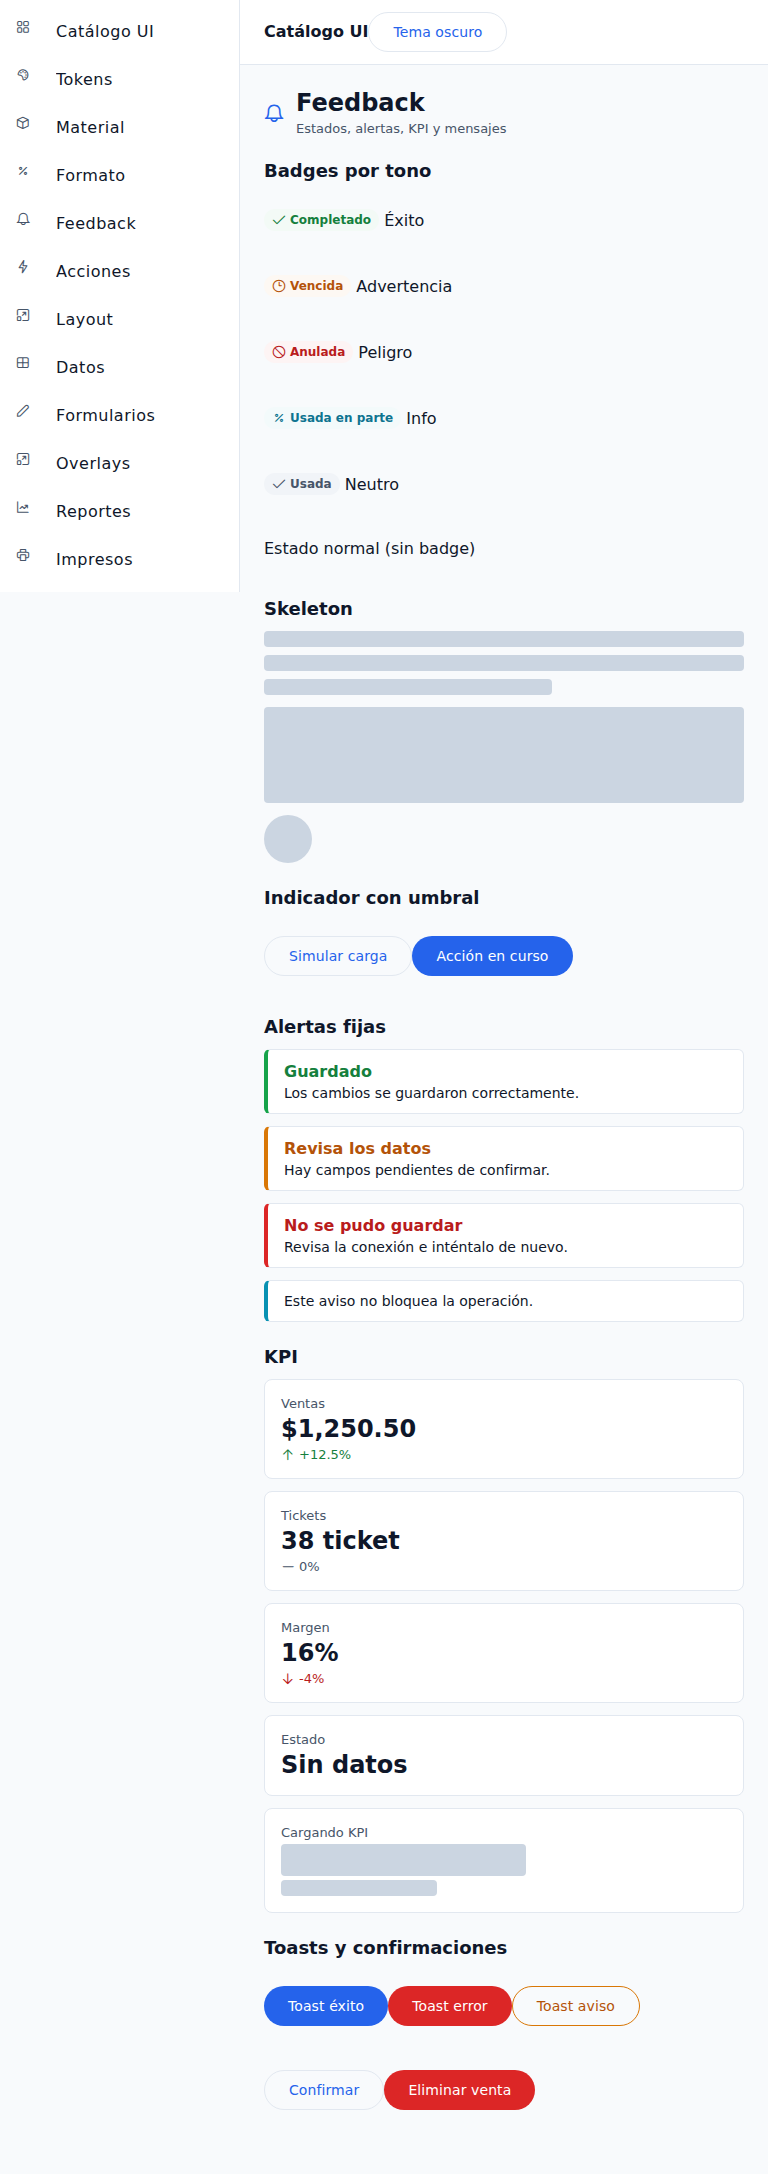 Catálogo UI
Tokens
Material
Formato
Feedback
Acciones
Layout
Datos
Formularios
Overlays
Reportes
Impresos
Catálogo UI Tema oscuro
Feedback
Estados, alertas, KPI y mensajes
Badges por tono
Completado Éxito
Vencida Advertencia
Anulada Peligro
Usada en parte Info
Usada Neutro
Estado normal (sin badge)
Skeleton
Indicador con umbral
Simular carga Acción en curso
Alertas fijas
Guardado
Los cambios se guardaron correctamente.
Revisa los datos
Hay campos pendientes de confirmar.
No se pudo guardar
Revisa la conexión e inténtalo de nuevo.
Este aviso no bloquea la operación.
KPI
Ventas
$1,250.50
+12.5%
Tickets
38 ticket
0%
Margen
16%
-4%
Estado
Sin datos
Cargando KPI
Toasts y confirmaciones
Toast éxito Toast error Toast aviso
Confirmar Eliminar venta